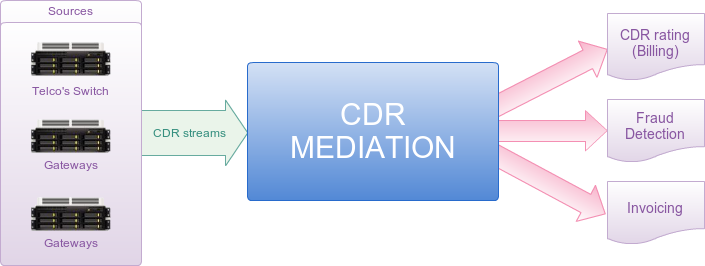 Sources
Telco's Switch
Gateways
Gateways
CDR streams
CDR
MEDIATION
CDR rating
(Billing)
Fraud
Detection
Invoicing